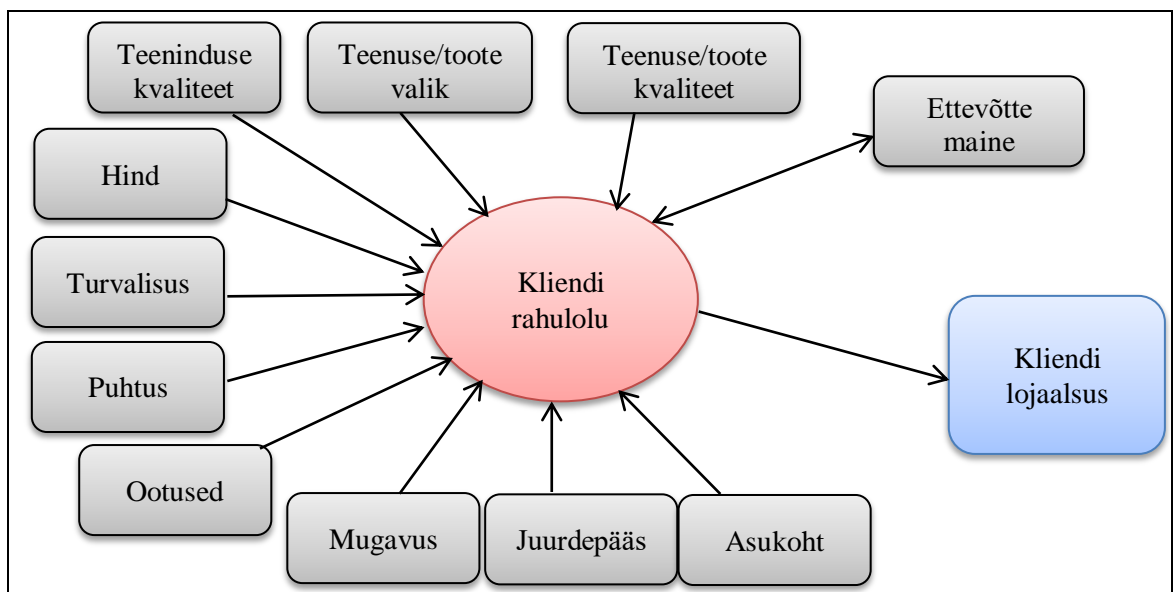 Teeninduse
kvaliteet
Teenuse/toote
valik
Teenuse/toote
kvaliteet
Ettevõtte
maine
Hind
Turvalisus
Kliendi
rahulolu
Kliendi
lojaalsus
Puhtus
Ootused
Mugavus
Juurdepääs
Asukoht